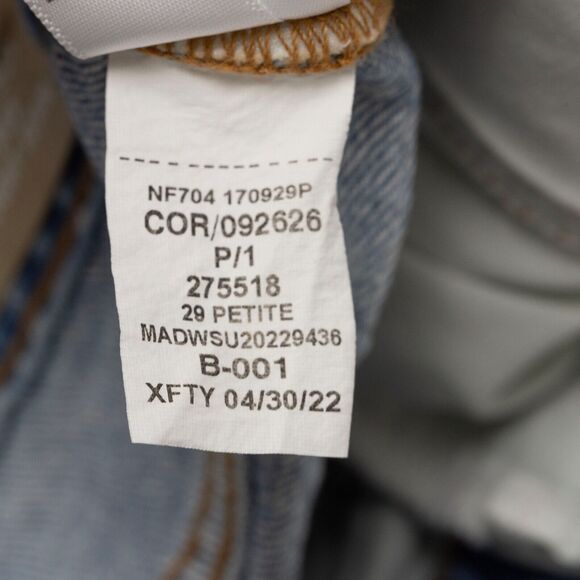 NF704 170929P
COR/092626
P/1
275518
29 PETITE
MADWSU20229436
B-001
XFTY 04/30/22